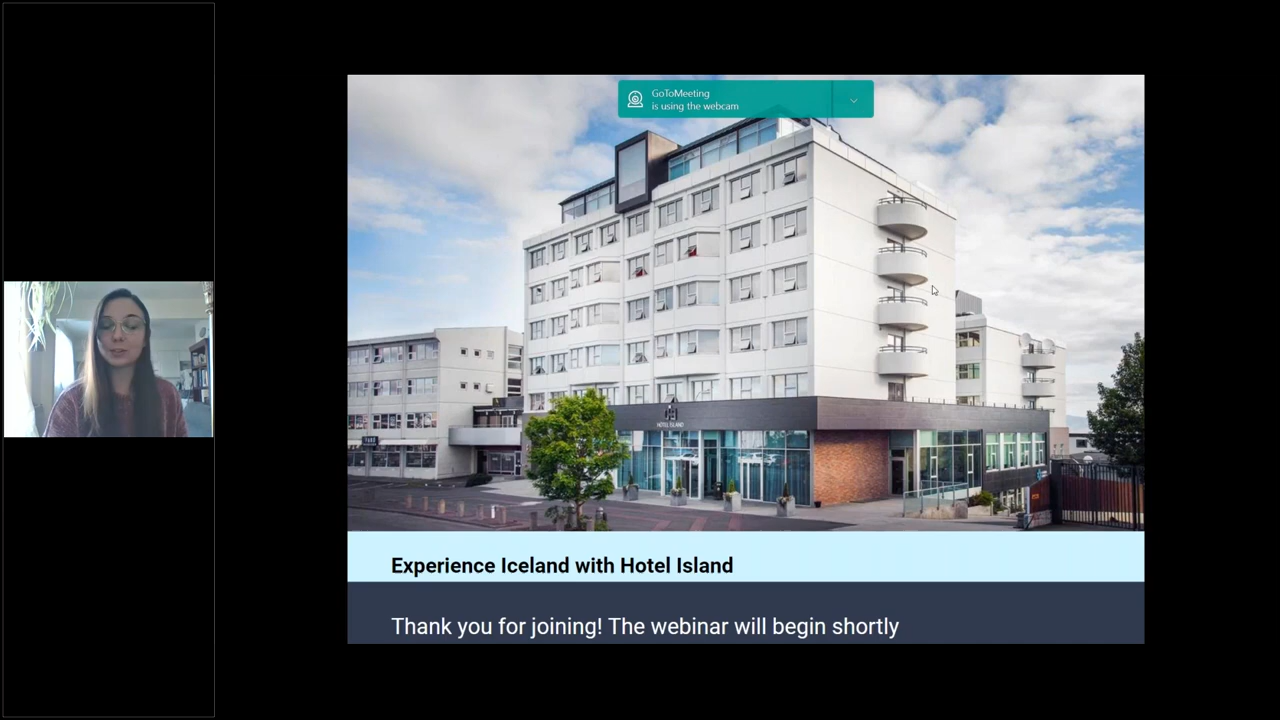 GoToMeeting
is using the webcam
HOTEL ISLAND
Experience Iceland with Hotel Island
Thank you for joining! The webinar will begin shortly